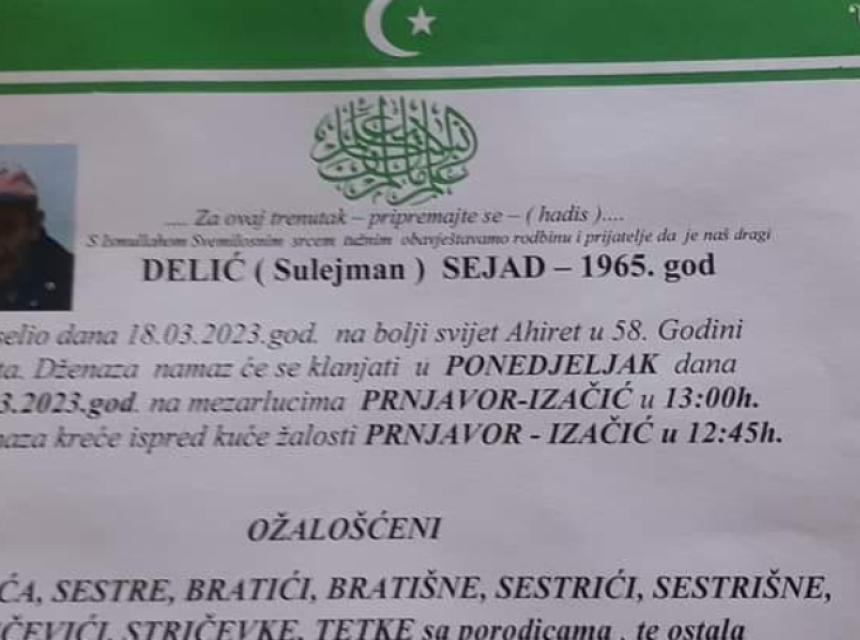 .... Za ovaj trenutak – pripremajte se – ( hadis )....
S bismillahom Svemilosnim srcem tužnim obavještavamo rodbinu i prijatelje da je naš dragi
DELIĆ ( Sulejman ) SEJAD – 1965. god
selio dana 18.03.2023.god. na bolji svijet Ahiret u 58. Godini
ta. Dženaza namaz će se klanjati u PONEDJELJAK dana
3.2023.god. na mezarlucima PRNJAVOR-IZAČIĆ u 13:00h.
naza kreće ispred kuće žalosti PRNJAVOR - IZAČIĆ u 12:45h.
OŽALOŠĆENI
ĆA, SESTRE, BRATIĆI, BRATIŠNE, SESTRIĆI, SESTRIŠNE,
ČEVIĆI, STRIČEVKE, TETKE sa porodicama , te ostala